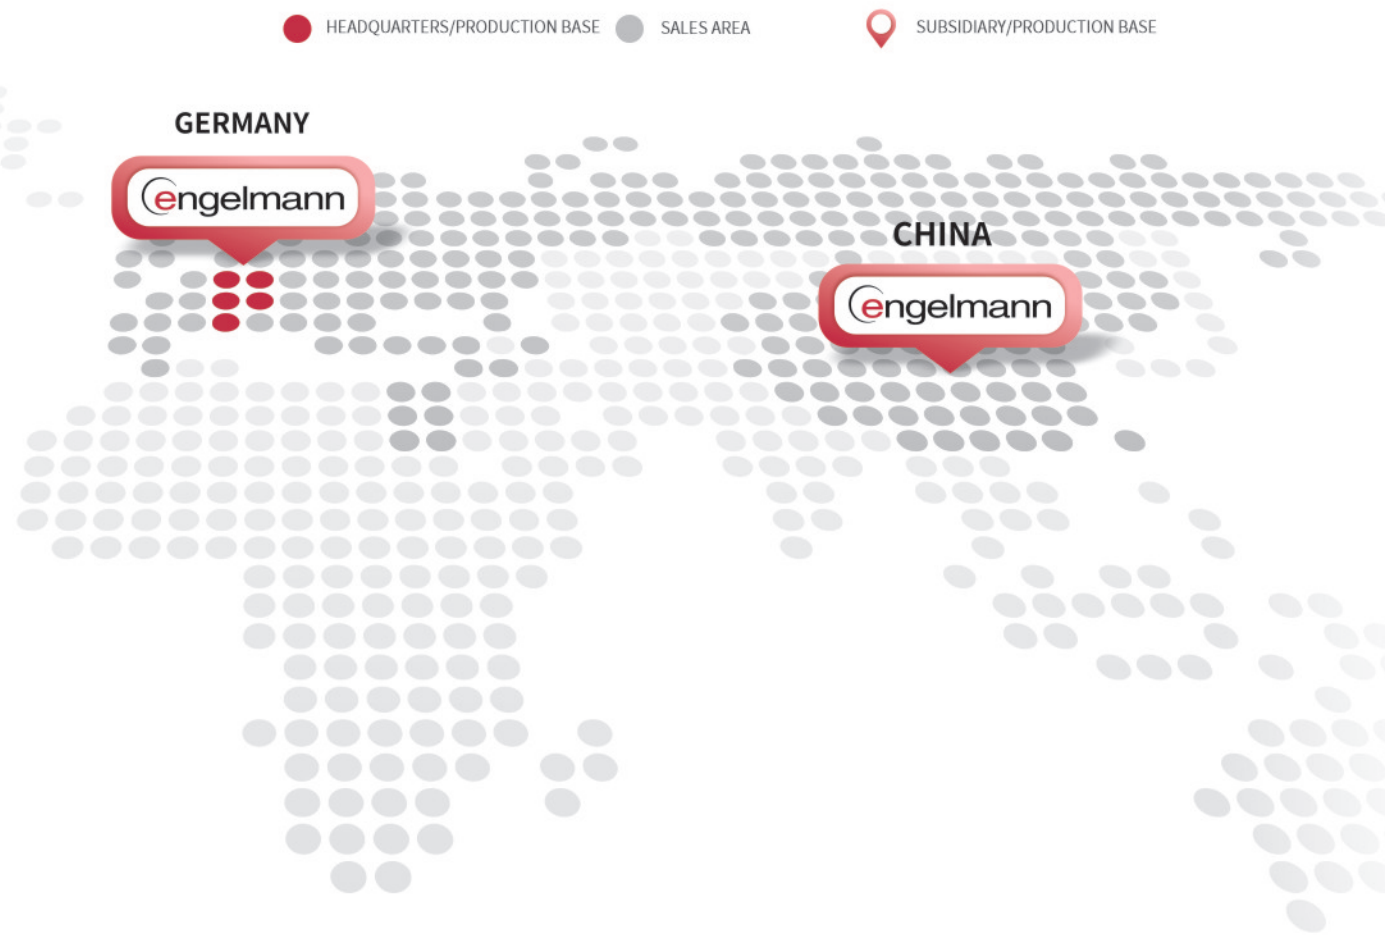 HEADQUARTERS/PRODUCTION BASE
SALES AREA
SUBSIDIARY/PRODUCTION BASE
GERMANY
engelmann
CHINA
engelmann